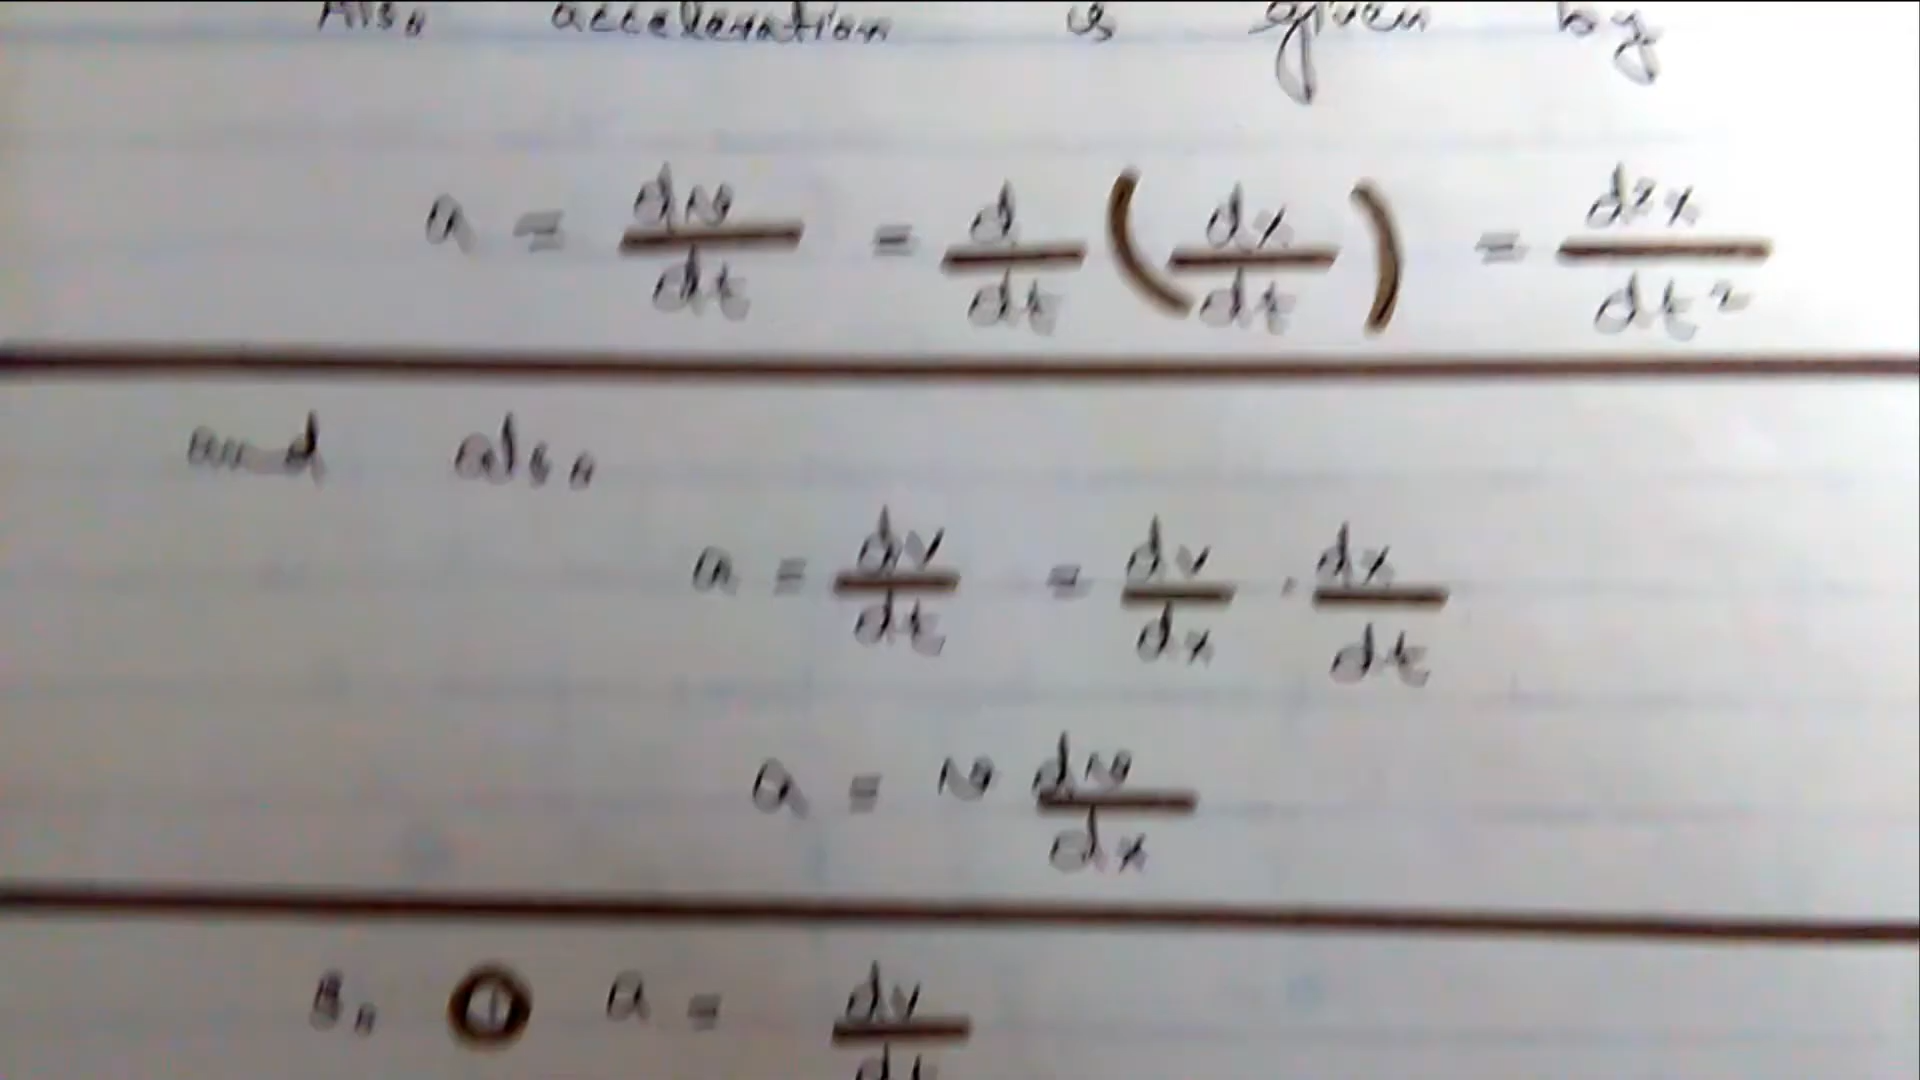 Also acceleration is given by
a = dv/dt = d/dt (dx/dt) = d²x/dt²
and also
a = dv/dt = dv/dx . dx/dt
a = v dv/dx
so ① a = dv/dt